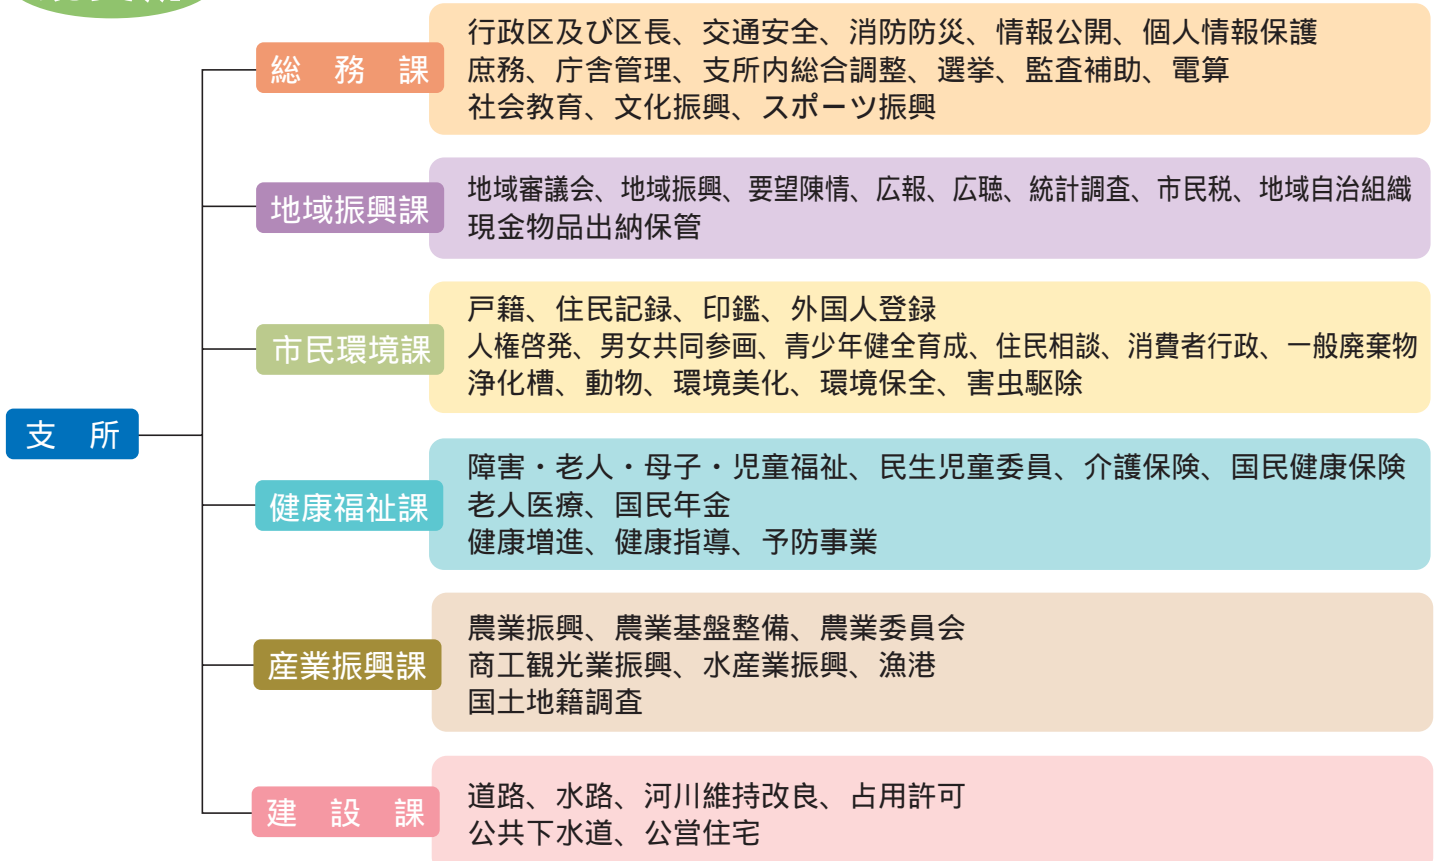 総務課
行政区及び区長、交通安全、消防防災、情報公開、個人情報保護
庶務、庁舎管理、支所内総合調整、選挙、監査補助、電算
社会教育、文化振興、スポーツ振興
地域振興課
地域審議会、地域振興、要望陳情、広報、広聴、統計調査、市民税、地域自治組織
現金物品出納保管
市民環境課
戸籍、住民記録、印鑑、外国人登録
人権啓発、男女共同参画、青少年健全育成、住民相談、消費者行政、一般廃棄物
浄化槽、動物、環境美化、環境保全、害虫駆除
支所
健康福祉課
障害・老人・母子・児童福祉、民生児童委員、介護保険、国民健康保険
老人医療、国民年金
健康増進、健康指導、予防事業
産業振興課
農業振興、農業基盤整備、農業委員会
商工観光業振興、水産業振興、漁港
国土地籍調査
建設課
道路、水路、河川維持改良、占用許可
公共下水道、公営住宅